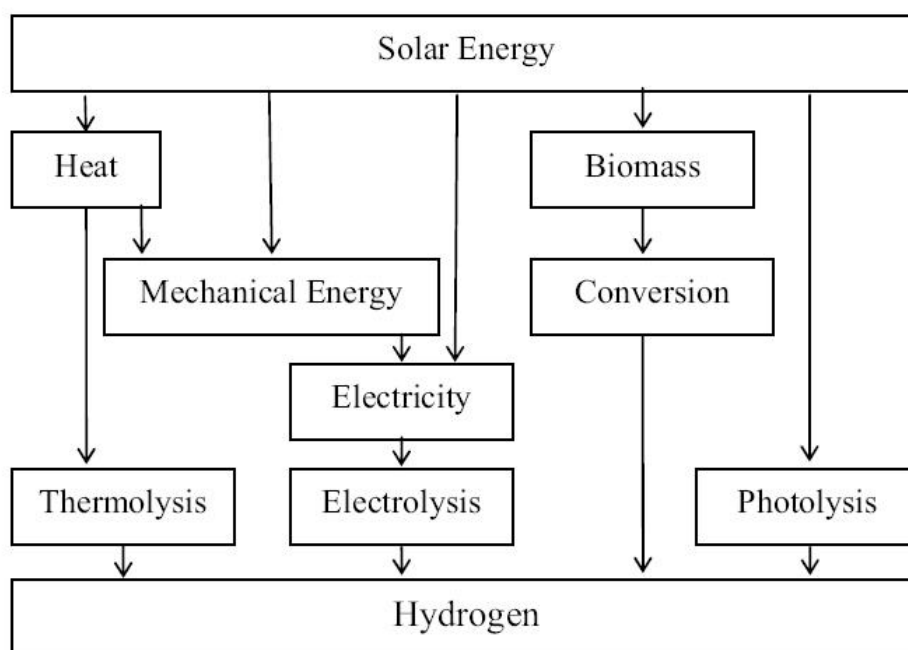 Solar Energy
Heat
Biomass
Mechanical Energy
Conversion
Electricity
Thermolysis
Electrolysis
Photolysis
Hydrogen